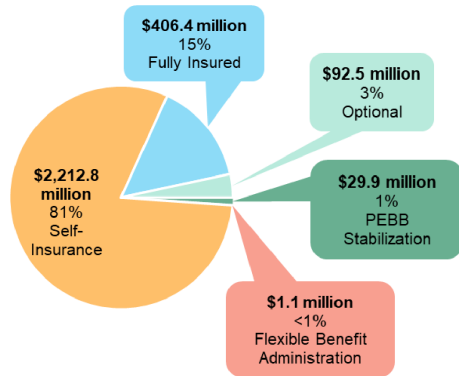 $406.4 million
15%
Fully Insured
$92.5 million
3%
Optional
$2,212.8
million
81%
Self-
Insurance
$29.9 million
1%
PEBB
Stabilization
$1.1 million
<1%
Flexible Benefit
Administration